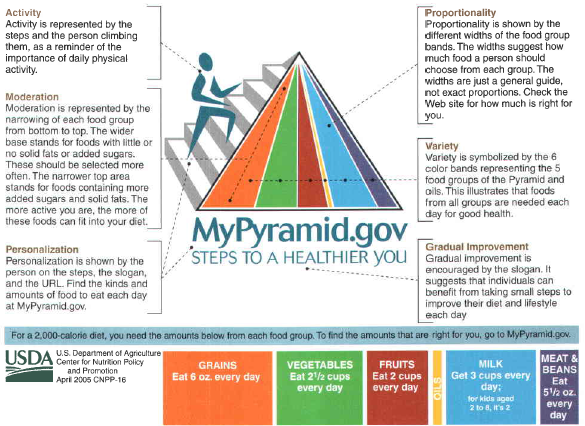 Activity
Activity is represented by the
steps and the person climbing
them, as a reminder of the
importance of daily physical
activity.
Moderation
Moderation is represented by the
narrowing of each food group
from bottom to top. The wider
base stands for foods with little or
no solid fats or added sugars.
These should be selected more
often. The narrower top area
stands for foods containing more
added sugars and solid fats. The
more active you are, the more of
these foods can fit into your diet.
Personalization
Personalization is shown by the
person on the steps, the slogan,
and the URL. Find the kinds and
amounts of food to eat each day
at MyPyramid.gov.
MyPyramid.gov
STEPS TO A HEALTHIER YOU
Proportionality
Proportionality is shown by the
different widths of the food group
bands. The widths suggest how
much food a person should
choose from each group. The
widths are just a general guide,
not exact proportions. Check the
Web site for how much is right for
you.
Variety
Variety is symbolized by the 6
color bands representing the 5
food groups of the Pyramid and
oils. This illustrates that foods
from all groups are needed each
day for good health.
Gradual Improvement
Gradual improvement is
encouraged by the slogan. It
suggests that individuals can
benefit from taking small steps to
improve their diet and lifestyle
each day
For a 2,000-calorie diet, you need the amounts below from each food group. To find the amounts that are right for you, go to MyPyramid.gov.
USDA
U.S. Department of Agriculture
Center for Nutrition Policy
and Promotion
April 2005 CNPP-16
GRAINS
Eat 6 oz. every day
VEGETABLES
Eat 2 1/2 cups
every day
FRUITS
Eat 2 cups
every day
OILS
MILK
Get 3 cups every
day;
for kids aged
2 to 8, it's 2
MEAT &
BEANS
Eat
5 1/2 oz.
every
day